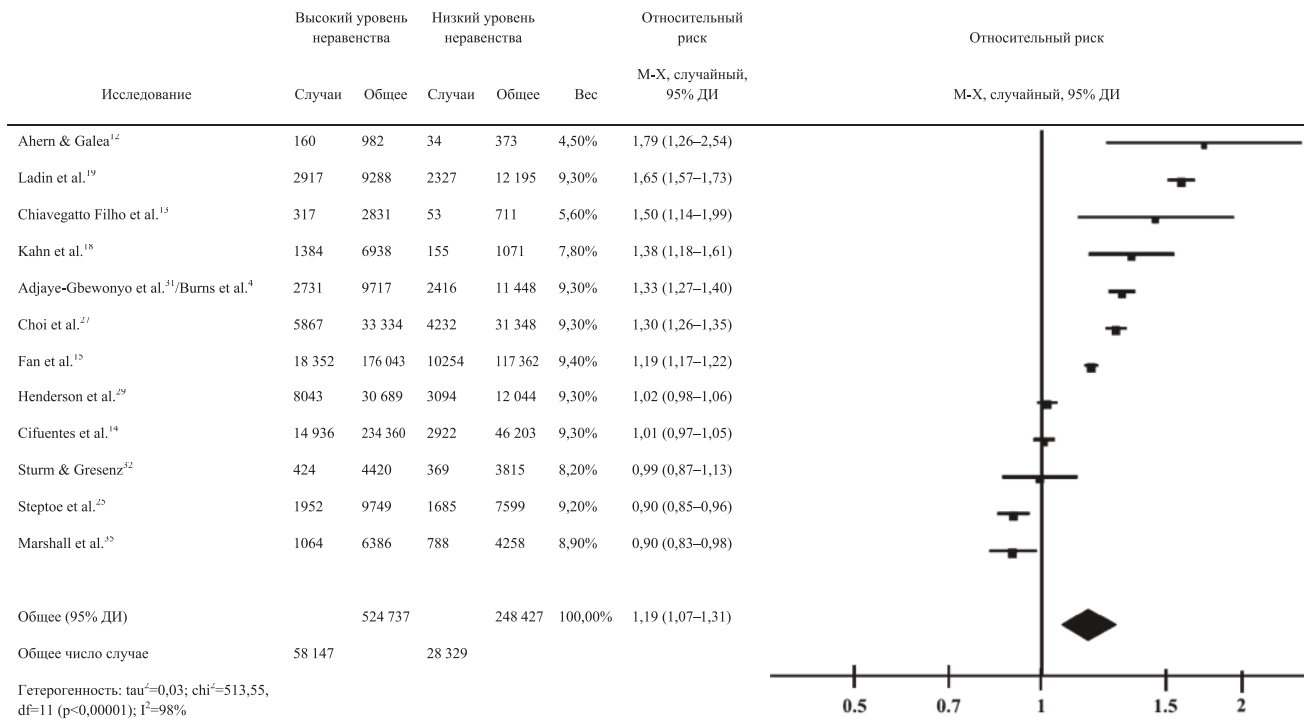 Высокий уровень неравенства Низкий уровень неравенства Относительный риск Относительный риск
Исследование Случаи Общее Случаи Общее Вес М-Х, случайный, 95% ДИ М-Х, случайный, 95% ДИ
Ahern & Galea12 160 982 34 373 4,50% 1,79 (1,26–2,54)
Ladin et al.19 2917 9288 2327 12 195 9,30% 1,65 (1,57–1,73)
Chiavegatto Filho et al.13 317 2831 53 711 5,60% 1,50 (1,14–1,99)
Kahn et al.18 1384 6938 155 1071 7,80% 1,38 (1,18–1,61)
Adjaye-Gbewonyo et al.31/Burns et al.4 2731 9717 2416 11 448 9,30% 1,33 (1,27–1,40)
Choi et al.27 5867 33 334 4232 31 348 9,30% 1,30 (1,26–1,35)
Fan et al.15 18 352 176 043 10254 117 362 9,40% 1,19 (1,17–1,22)
Henderson et al.29 8043 30 689 3094 12 044 9,30% 1,02 (0,98–1,06)
Cifuentes et al.14 14 936 234 360 2922 46 203 9,30% 1,01 (0,97–1,05)
Sturm & Gresenz32 424 4420 369 3815 8,20% 0,99 (0,87–1,13)
Steptoe et al.25 1952 9749 1685 7599 9,20% 0,90 (0,85–0,96)
Marshall et al.35 1064 6386 788 4258 8,90% 0,90 (0,83–0,98)
Общее (95% ДИ) 524 737 248 427 100,00% 1,19 (1,07–1,31)
Общее число случае 58 147 28 329
Гетерогенность: tau2=0,03; chi2=513,55,
df=11 (p<0,00001); I2=98%
0.5 0.7 1 1.5 2